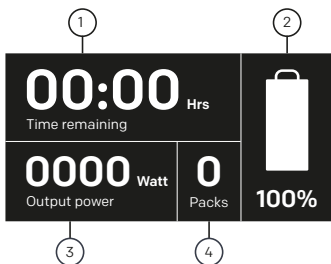 1
2
00:00 Hrs
Time remaining
0000 Watt
Output power
0
Packs
100%
3
4